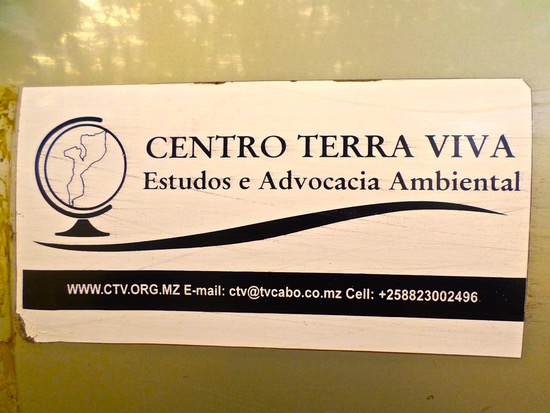 CENTRO TERRA VIVA
Estudos e Advocacia Ambiental
WWW.CTV.ORG.MZ E-mail: ctv@tvcabo.co.mz Cell: +258823002496